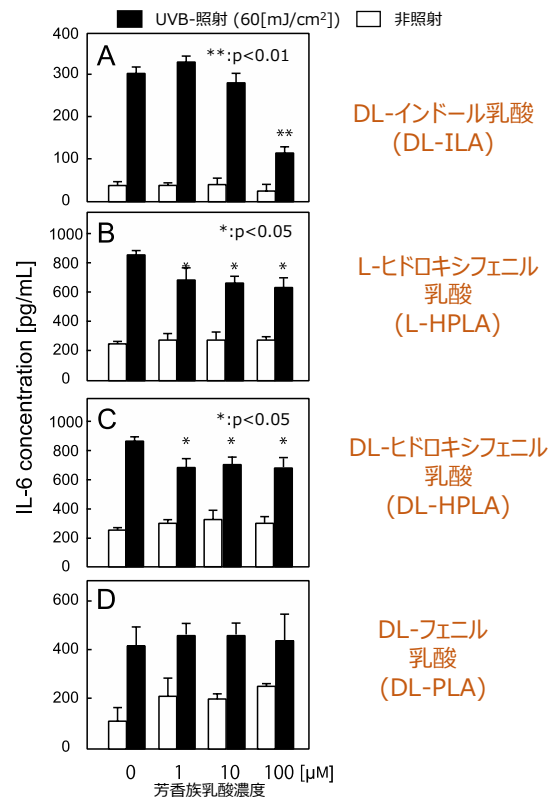 UVB-照射 (60[mJ/cm²]) 非照射
A
**:p<0.01
400
300
200
100
0
**
DL-インドール乳酸
(DL-ILA)
B
*:p<0.05
1000
800
600
400
200
0
* * *
L-ヒドロキシフェニル
乳酸
(L-HPLA)
IL-6 concentration [pg/mL]
C
*:p<0.05
1000
800
600
400
200
0
* * *
DL-ヒドロキシフェニル
乳酸
(DL-HPLA)
D
600
400
200
0
DL-フェニル
乳酸
(DL-PLA)
0 1 10 100 [μM]
芳香族乳酸濃度